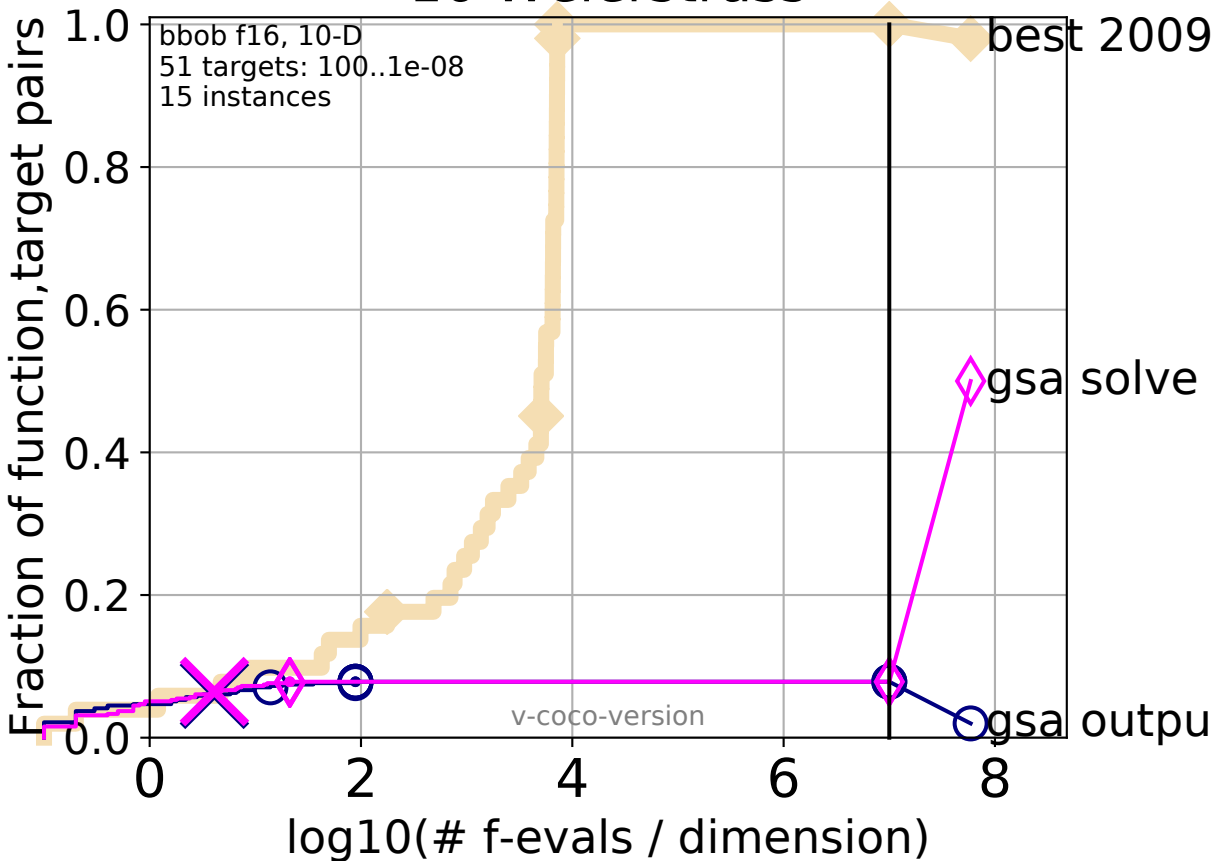 bbob f16, 10-D
51 targets: 100..1e-08
15 instances
Fraction of function,target pairs
1.0
0.8
0.6
0.4
0.2
0.0
best 2009
gsa solve
gsa outpu
v-coco-version
0
2
4
6
8
log10(# f-evals / dimension)